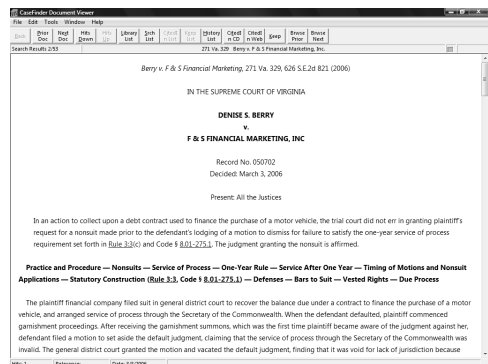 CaseFinder Document Viewer
File Edit Tools Window Help
Back Prior Doc Next Doc Hits Down Hits Up Library List Srch List CitedI n List Keep List History List CitedI n CD CitedI n Web Keep Brwse Prior Brwse Next
Search Results 2/53 271 Va. 329 Berry v. F & S Financial Marketing, Inc.
Berry v. F & S Financial Marketing, 271 Va. 329, 626 S.E.2d 821 (2006)
IN THE SUPREME COURT OF VIRGINIA
DENISE S. BERRY
v.
F & S FINANCIAL MARKETING, INC
Record No. 050702
Decided: March 3, 2006
Present: All the Justices
In an action to collect upon a debt contract used to finance the purchase of a motor vehicle, the trial court did not err in granting plaintiff's
request for a nonsuit made prior to the defendant's lodging of a motion to dismiss for failure to satisfy the one-year service of process
requirement set forth in Rule 3:3(c) and Code § 8.01-275.1. The judgment granting the nonsuit is affirmed.
Practice and Procedure — Nonsuits — Service of Process — One-Year Rule — Service After One Year — Timing of Motions and Nonsuit
Applications — Statutory Construction (Rule 3:3, Code § 8.01-275.1) — Defenses — Bars to Suit — Vested Rights — Due Process
The plaintiff financial company filed suit in general district court to recover the balance due under a contract to finance the purchase of a motor
vehicle, and arranged service of process through the Secretary of the Commonwealth. When the defendant defaulted, plaintiff commenced
garnishment proceedings. After receiving the garnishment summons, which was the first time plaintiff became aware of the judgment against her,
defendant filed a motion to set aside the default judgment, claiming that the service of process through the Secretary of the Commonwealth was
invalid. The general district court granted the motion and vacated the default judgment, finding that it was void for lack of jurisdiction because